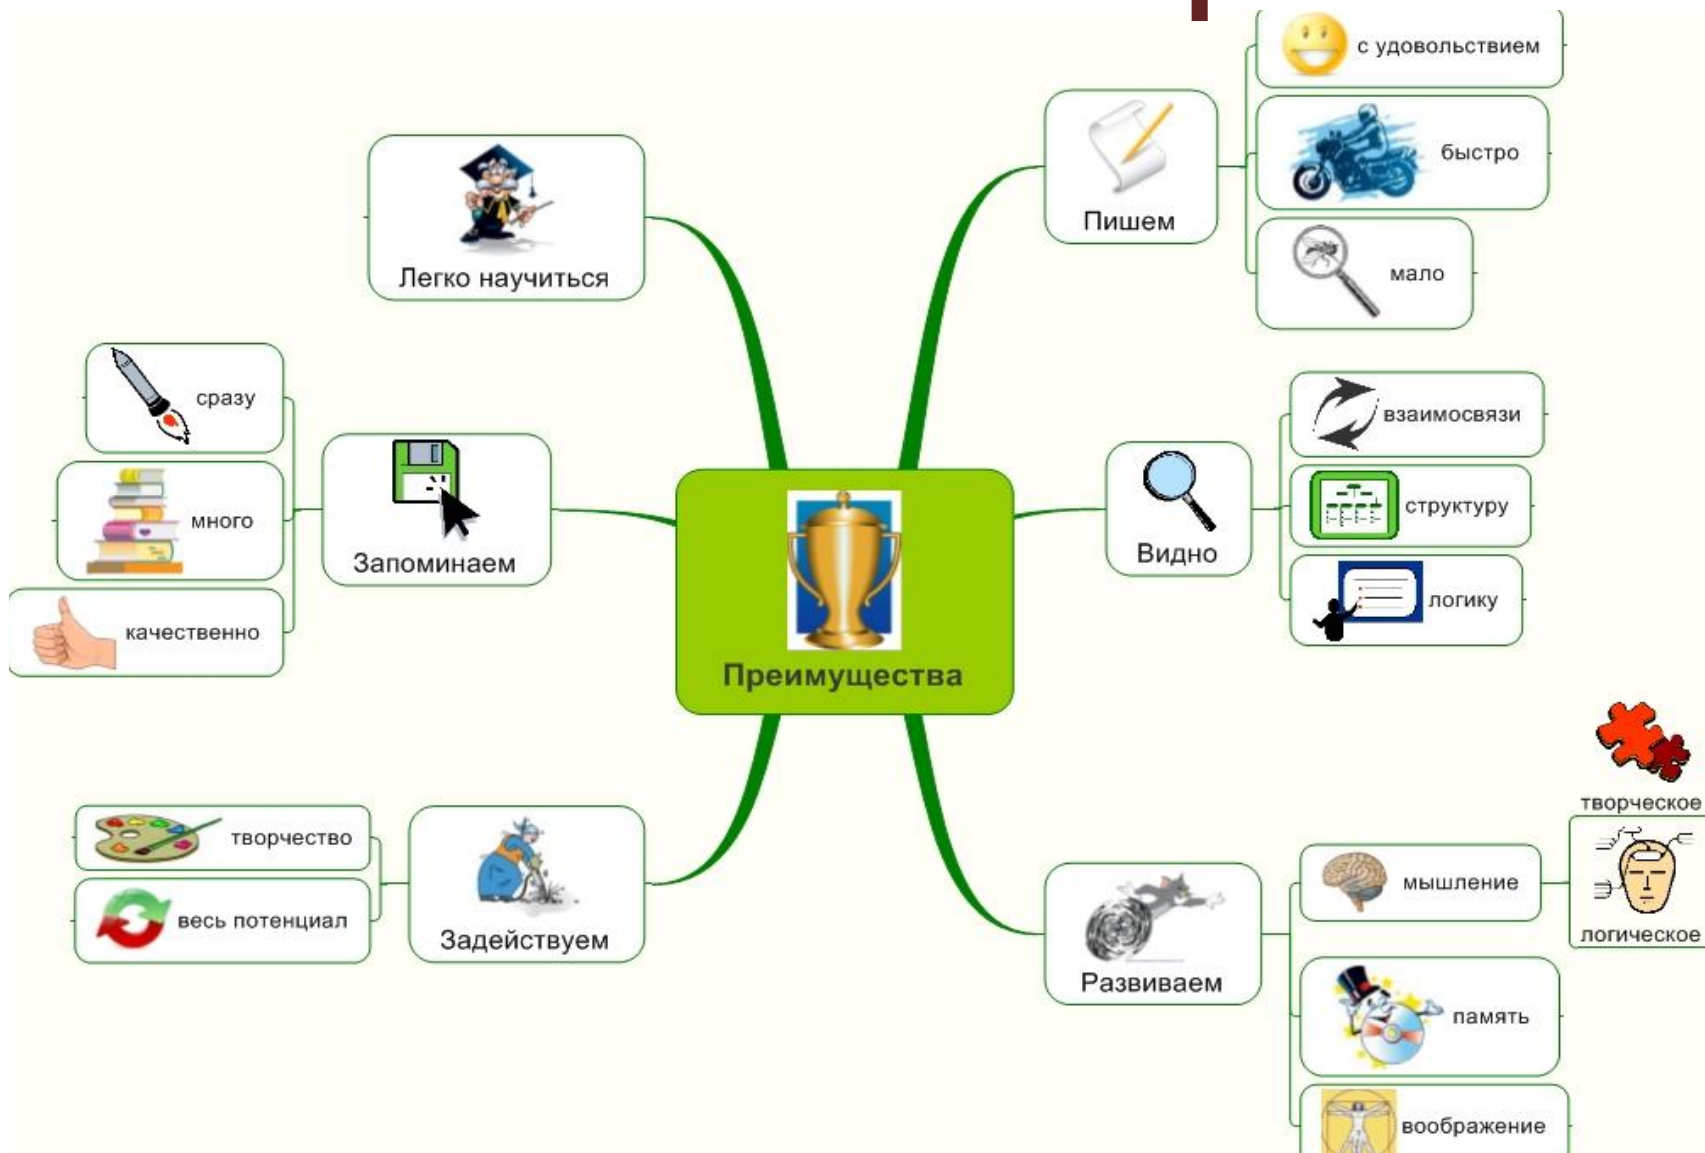 с удовольствием
быстро
Пишем
мало
Легко научиться
сразу
взаимосвязи
много
структуру
Запоминаем
Видно
логику
качественно
Преимущества
творческое
творчество
мышление
весь потенциал
Задействуем
логическое
Развиваем
память
воображение